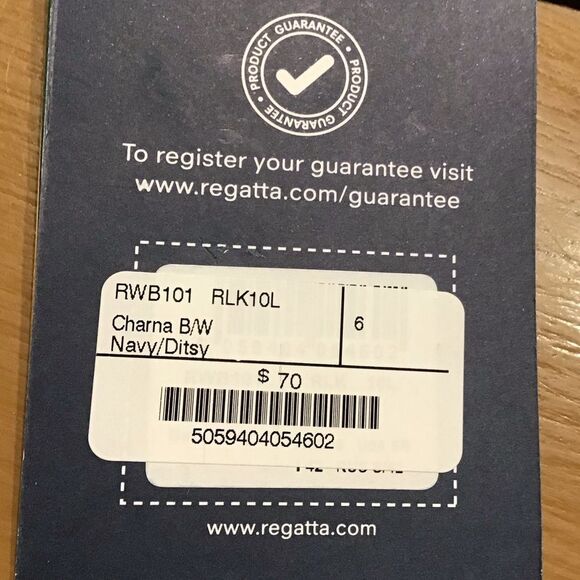 PRODUCT GUARANTEE • PRODUCT GUARANTEE •
To register your guarantee visit
www.regatta.com/guarantee
RWB101 RLK10L
6
Charna B/W
Navy/Ditsy
$ 70
5059404054602
www.regatta.com